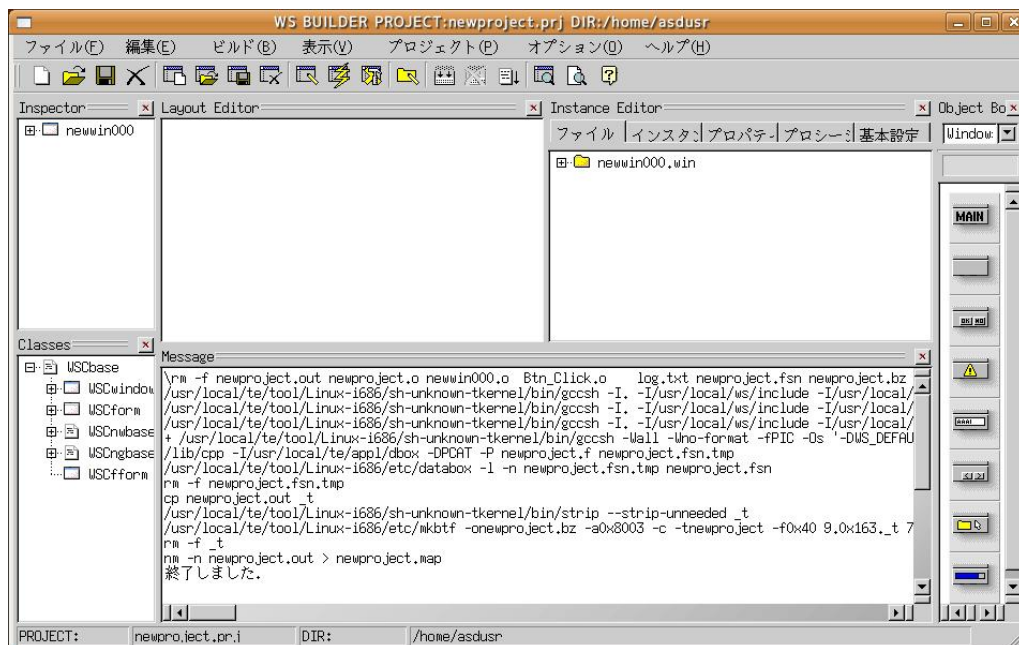 WS BUILDER PROJECT:newproject.prj DIR:/home/asdusr
ファイル(F) 編集(E) ビルド(B) 表示(V) プロジェクト(P) オプション(O) ヘルプ(H)
Inspector
newwin000
Layout Editor
Instance Editor
ファイル インスタン プロパティ プロシージ 基本設定
newwin000.win
Object Bo
Window
MAIN
Classes
WSCbase
WSCwindow
WSCform
WSCnwbase
WSCngbase
WSCfform
Message
\rm -f newproject.out newproject.o newwin000.o Btn_Click.o log.txt newproject.fsn newproject.bz
/usr/local/te/tool/Linux-i686/sh-unknown-tkernel/bin/gccsh -I. -I/usr/local/ws/include -I/usr/local/
/usr/local/te/tool/Linux-i686/sh-unknown-tkernel/bin/gccsh -I. -I/usr/local/ws/include -I/usr/local/
/usr/local/te/tool/Linux-i686/sh-unknown-tkernel/bin/gccsh -I. -I/usr/local/ws/include -I/usr/local/
+ /usr/local/te/tool/Linux-i686/sh-unknown-tkernel/bin/gccsh -Wall -Wno-format -fPIC -Os '-DWS_DEFAU
/lib/cpp -I/usr/local/te/appl/dbox -DPCAT -P newproject.f newproject.fsn.tmp
/usr/local/te/tool/Linux-i686/etc/databox -l -n newproject.fsn.tmp newproject.fsn
rm -f newproject.fsn.tmp
cp newproject.out _t
/usr/local/te/tool/Linux-i686/sh-unknown-tkernel/bin/strip --strip-unneeded _t
/usr/local/te/tool/Linux-i686/etc/mkbtf -onewproject.bz -a0x8003 -c -tnewproject -f0x40 9.0x163._t 7
rm -f _t
nm -n newproject.out > newproject.map
終了しました.
PROJECT: newproject.prj DIR: /home/asdusr